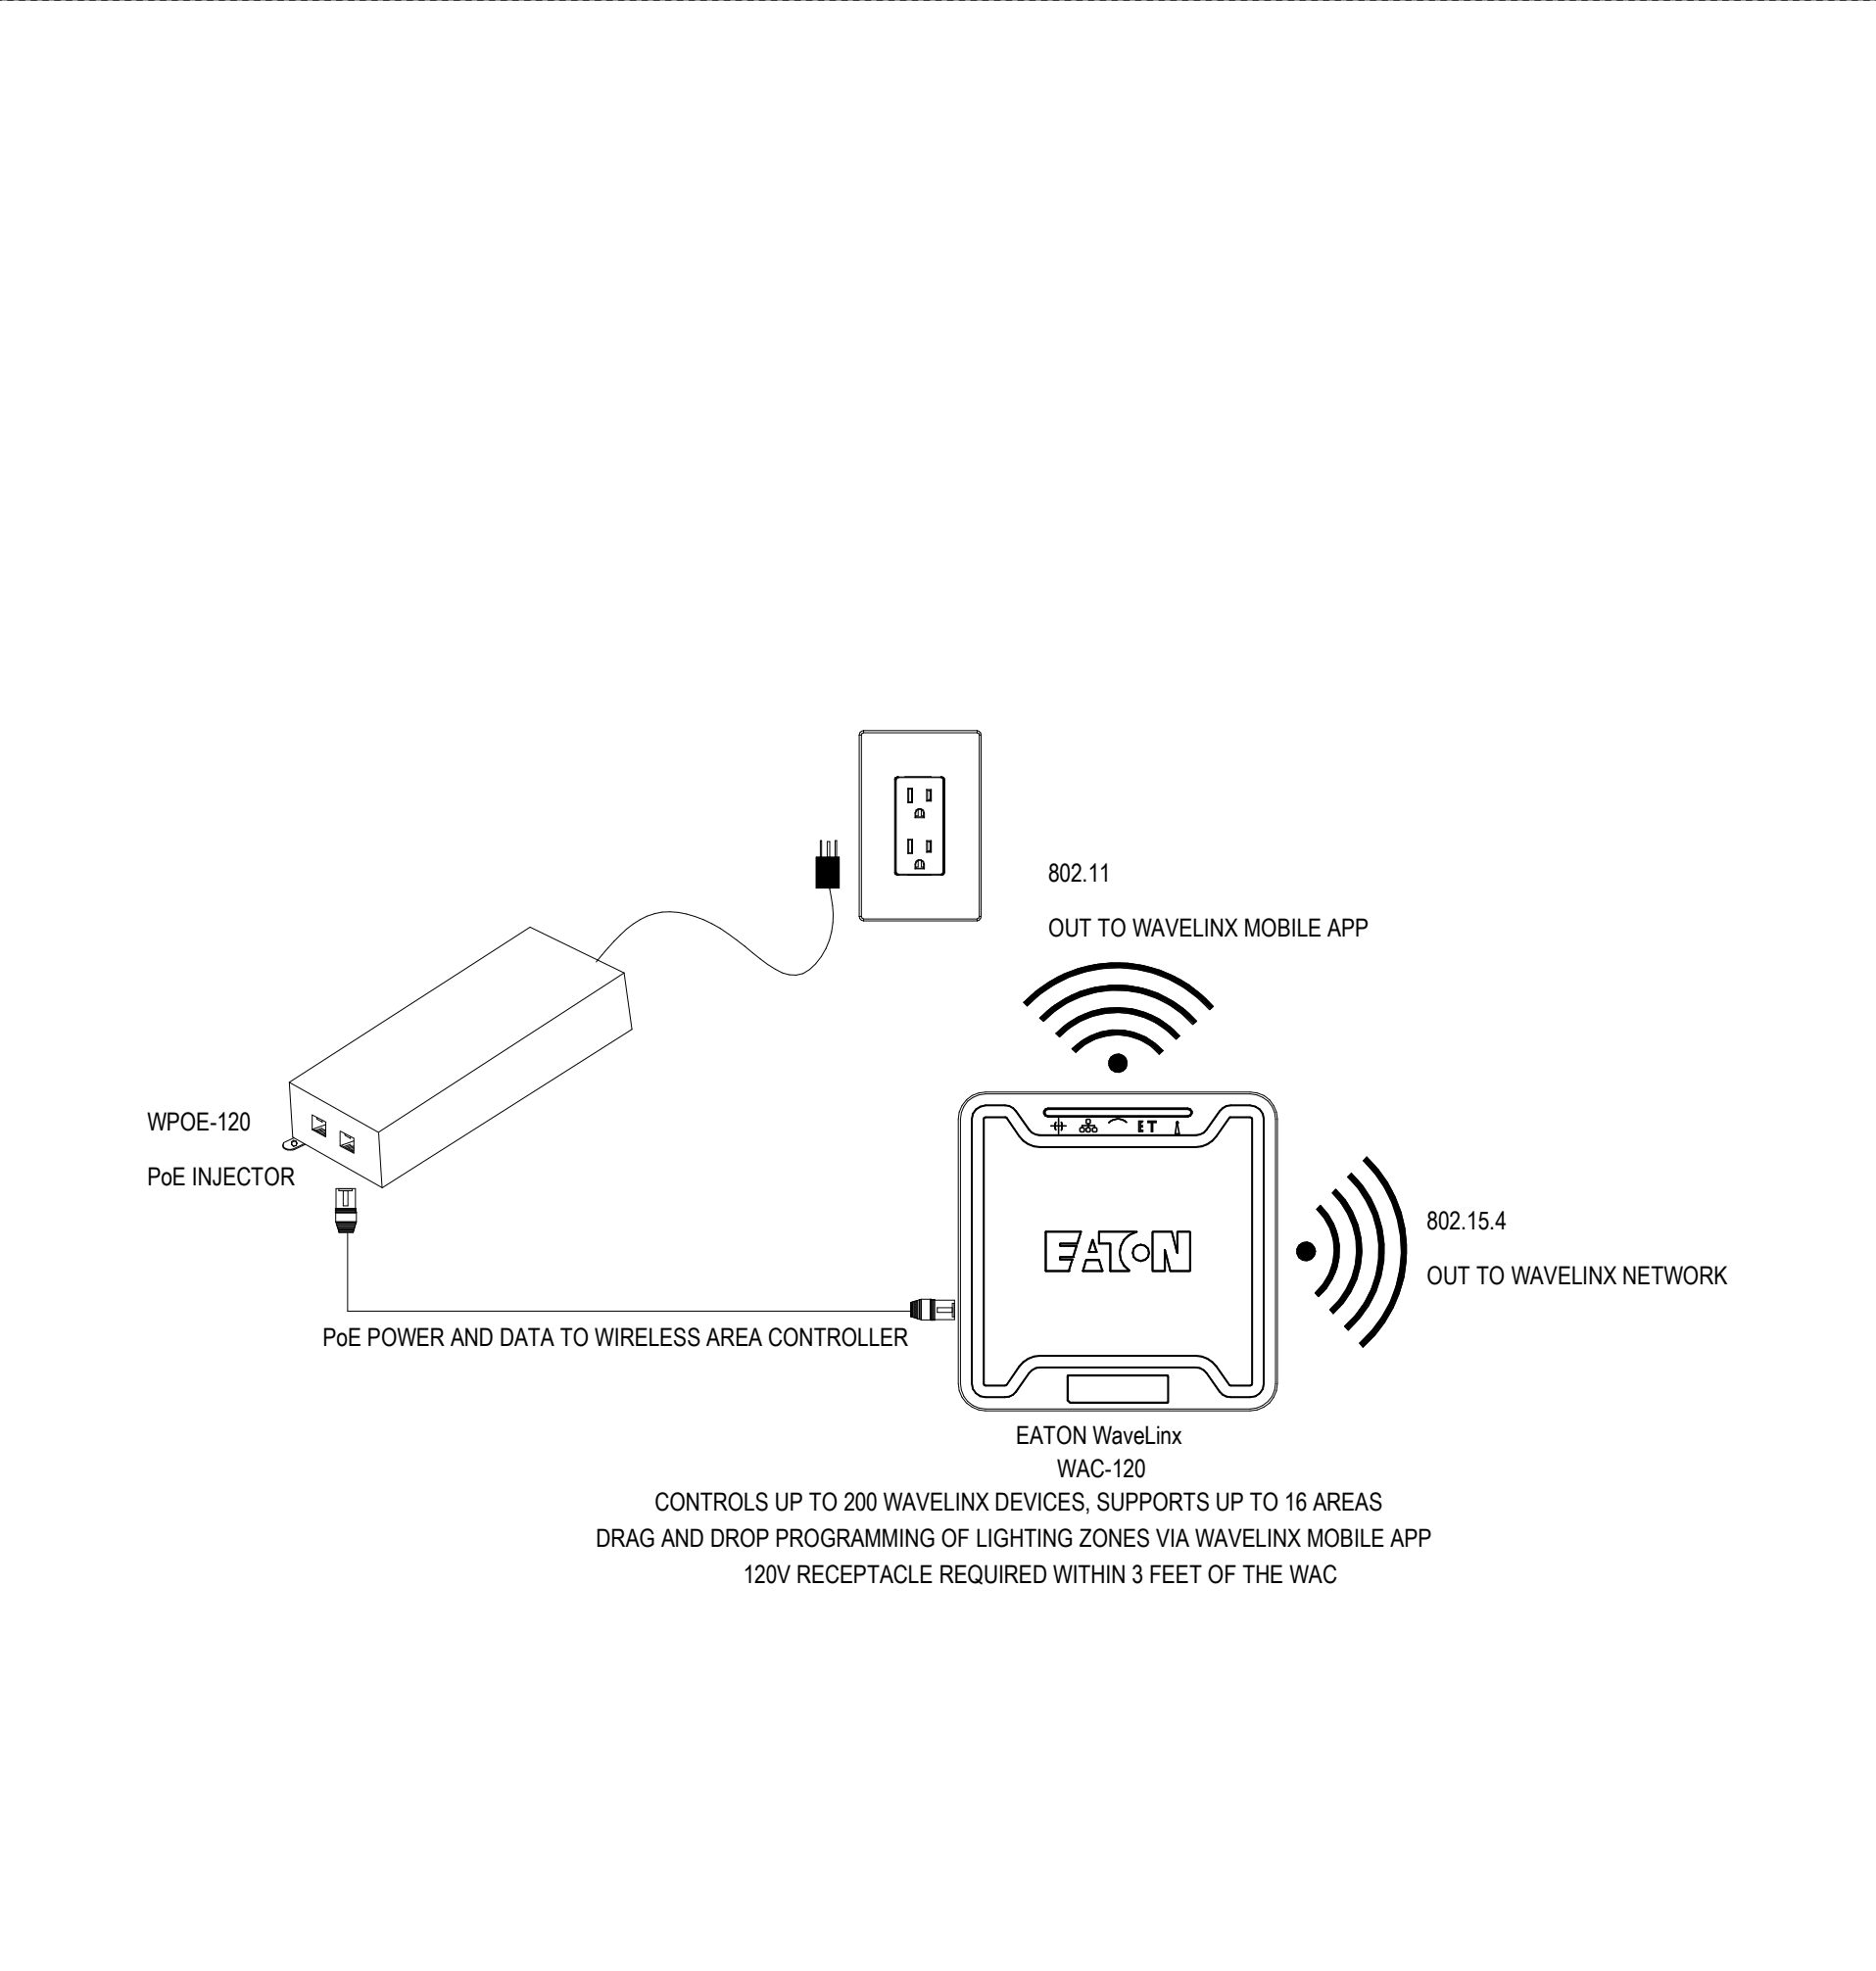 802.11
OUT TO WAVELINX MOBILE APP
WPOE-120
PoE INJECTOR
ET
EATON
802.15.4
OUT TO WAVELINX NETWORK
PoE POWER AND DATA TO WIRELESS AREA CONTROLLER
EATON WaveLinx
WAC-120
CONTROLS UP TO 200 WAVELINX DEVICES, SUPPORTS UP TO 16 AREAS
DRAG AND DROP PROGRAMMING OF LIGHTING ZONES VIA WAVELINX MOBILE APP
120V RECEPTACLE REQUIRED WITHIN 3 FEET OF THE WAC